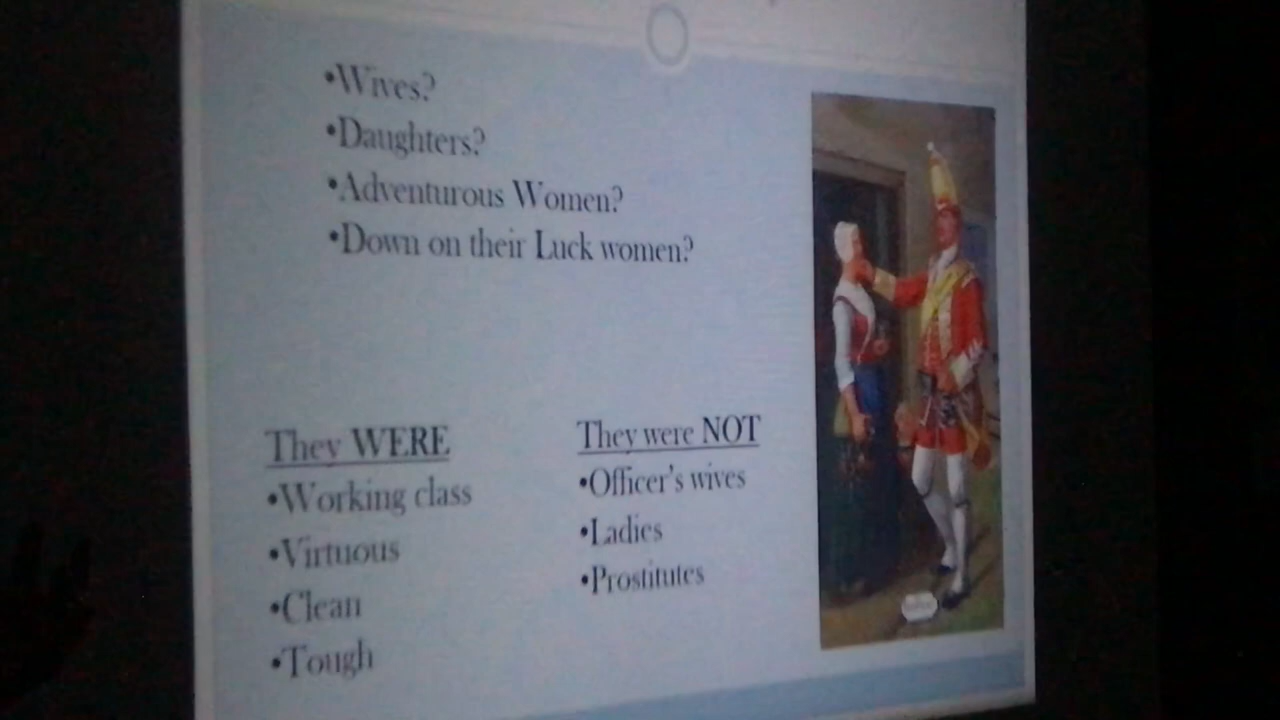 •Wives?
•Daughters?
•Adventurous Women?
•Down on their Luck women?
They WERE
•Working class
•Virtuous
•Clean
•Tough
They were NOT
•Officer's wives
•Ladies
•Prostitutes